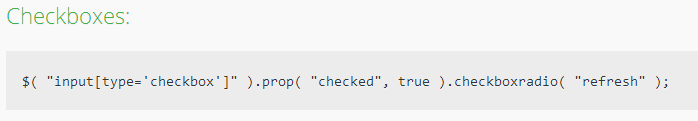 Checkboxes:
$( "input[type='checkbox']" ).prop( "checked", true ).checkboxradio( "refresh" );